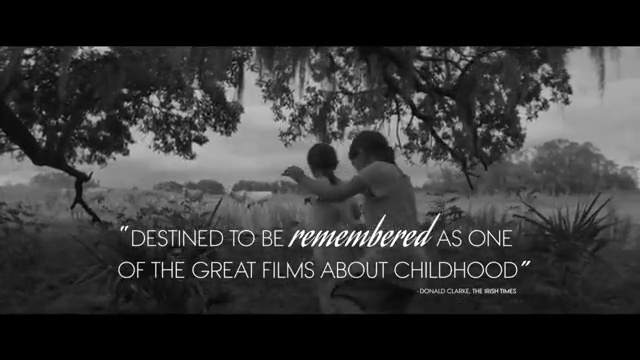 "DESTINED TO BE remembered AS ONE
OF THE GREAT FILMS ABOUT CHILDHOOD"
- DONALD CLARKE, THE IRISH TIMES